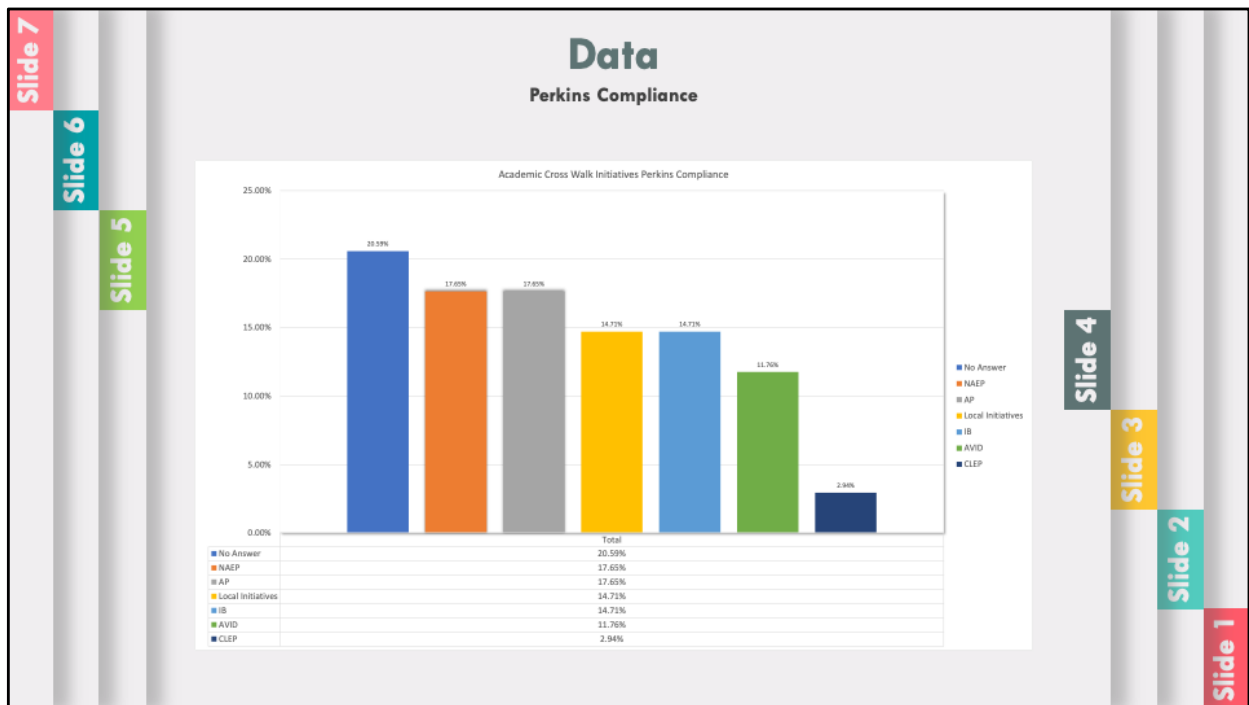 Slide 7
Slide 6
Slide 5
Data
Perkins Compliance
Academic Cross Walk Initiatives Perkins Compliance
25.00%
20.00%
15.00%
10.00%
5.00%
0.00%
20.59%
17.65%
17.65%
14.71%
14.71%
11.76%
2.94%
No Answer
NAEP
AP
Local Initiatives
IB
AVID
CLEP
Total
No Answer 20.59%
NAEP 17.65%
AP 17.65%
Local Initiatives 14.71%
IB 14.71%
AVID 11.76%
CLEP 2.94%
Slide 4
Slide 3
Slide 2
Slide 1